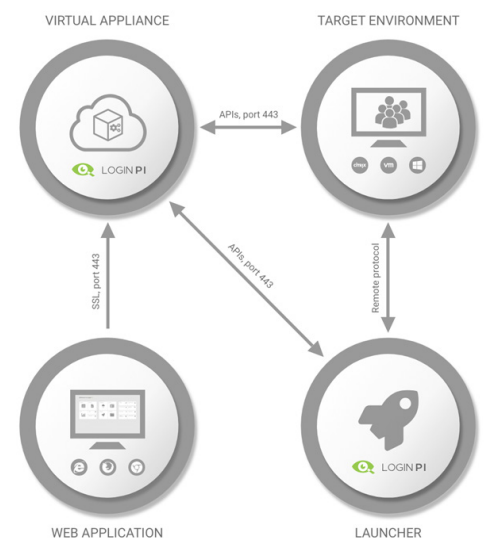 VIRTUAL APPLIANCE
TARGET ENVIRONMENT
APIs, port 443
LOGIN PI
citrix
vm
SSL, port 443
APIs, port 443
Remote protocol
LOGIN PI
WEB APPLICATION
LAUNCHER